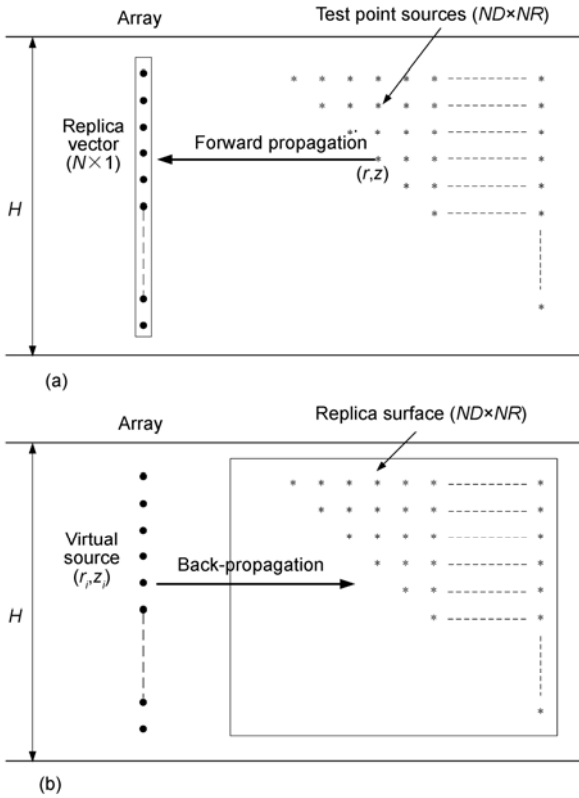 Array
Test point sources (ND×NR)
Replica
vector
(N×1)
Forward propagation
(r,z)
H
(a)
Array
Replica surface (ND×NR)
Virtual
source
(rᵢ,zᵢ)
Back-propagation
H
(b)